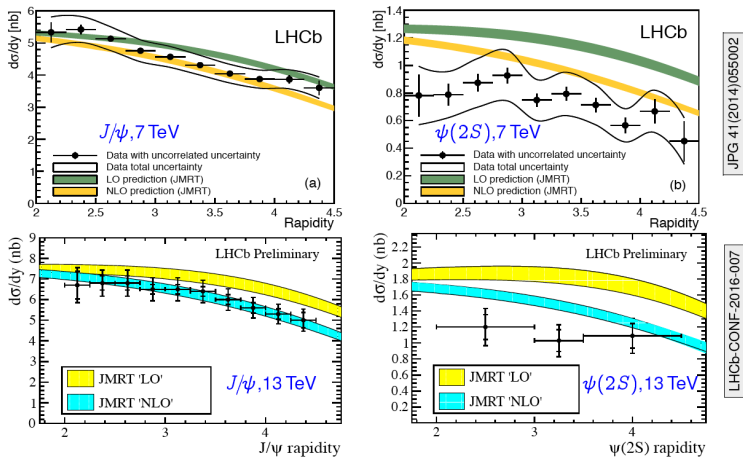 dσ/dy [nb]
6
5
4
3
2
1
0
LHCb
J/ψ,7 TeV
Data with uncorrelated uncertainty
Data total uncertainty
LO prediction (JMRT)
NLO prediction (JMRT)
(a)
2 2.5 3 3.5 4 4.5
Rapidity
dσ/dy [nb]
1.4
1.2
1
0.8
0.6
0.4
0.2
0
LHCb
ψ(2S),7 TeV
Data with uncorrelated uncertainty
Data total uncertainty
LO prediction (JMRT)
NLO prediction (JMRT)
(b)
2 2.5 3 3.5 4 4.5
Rapidity
JPG 41(2014)055002
dσ/dy (nb)
9
8
7
6
5
4
3
2
1
0
LHCb Preliminary
JMRT 'LO'
JMRT 'NLO'
J/ψ,13 TeV
2 3 4
J/ψ rapidity
dσ/dy (nb)
2.2
2
1.8
1.6
1.4
1.2
1
0.8
0.6
0.4
0.2
LHCb Preliminary
JMRT 'LO'
JMRT 'NLO'
ψ(2S),13 TeV
2 3 4
ψ(2S) rapidity
LHCb-CONF-2016-007